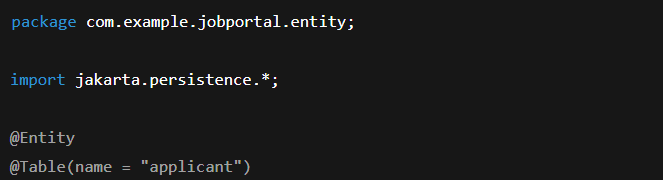 package com.example.jobportal.entity;
import jakarta.persistence.*;
@Entity
@Table(name = "applicant")